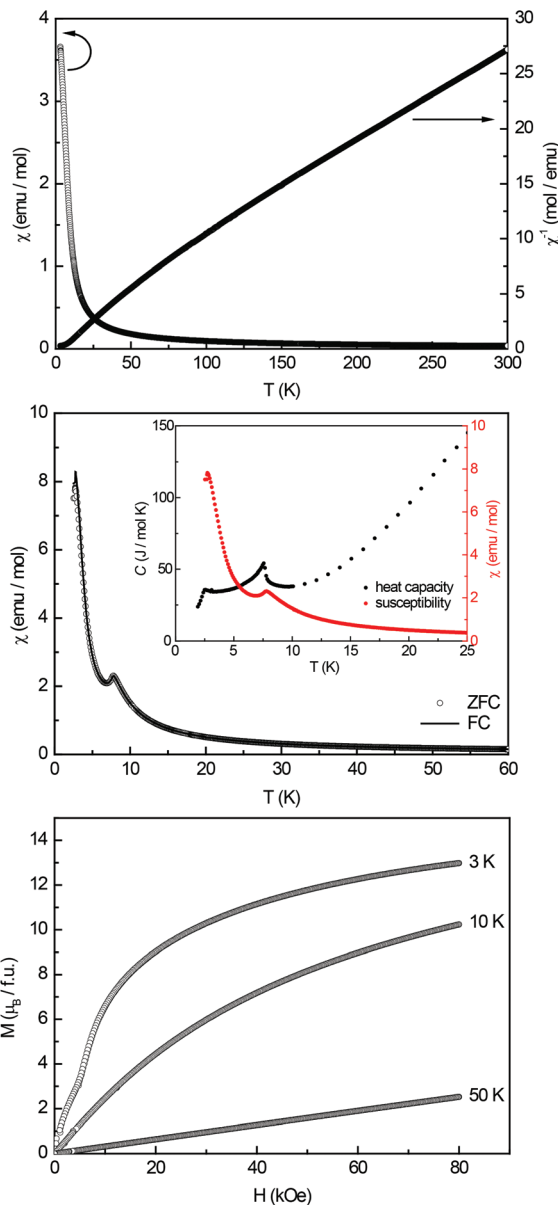 4
3
2
1
0
χ (emu / mol)
30
25
20
15
10
5
0
χ⁻¹ (mol / emu)
0 50 100 150 200 250 300
T (K)
10
8
6
4
2
0
χ (emu / mol)
150
100
50
0
C (J / mol K)
10
8
6
4
2
0
χ (emu / mol)
heat capacity
susceptibility
0 5 10 15 20 25
T (K)
ZFC
FC
0 10 20 30 40 50 60
T (K)
14
12
10
8
6
4
2
0
M (μB / f.u.)
3 K
10 K
50 K
0 20 40 60 80
H (kOe)